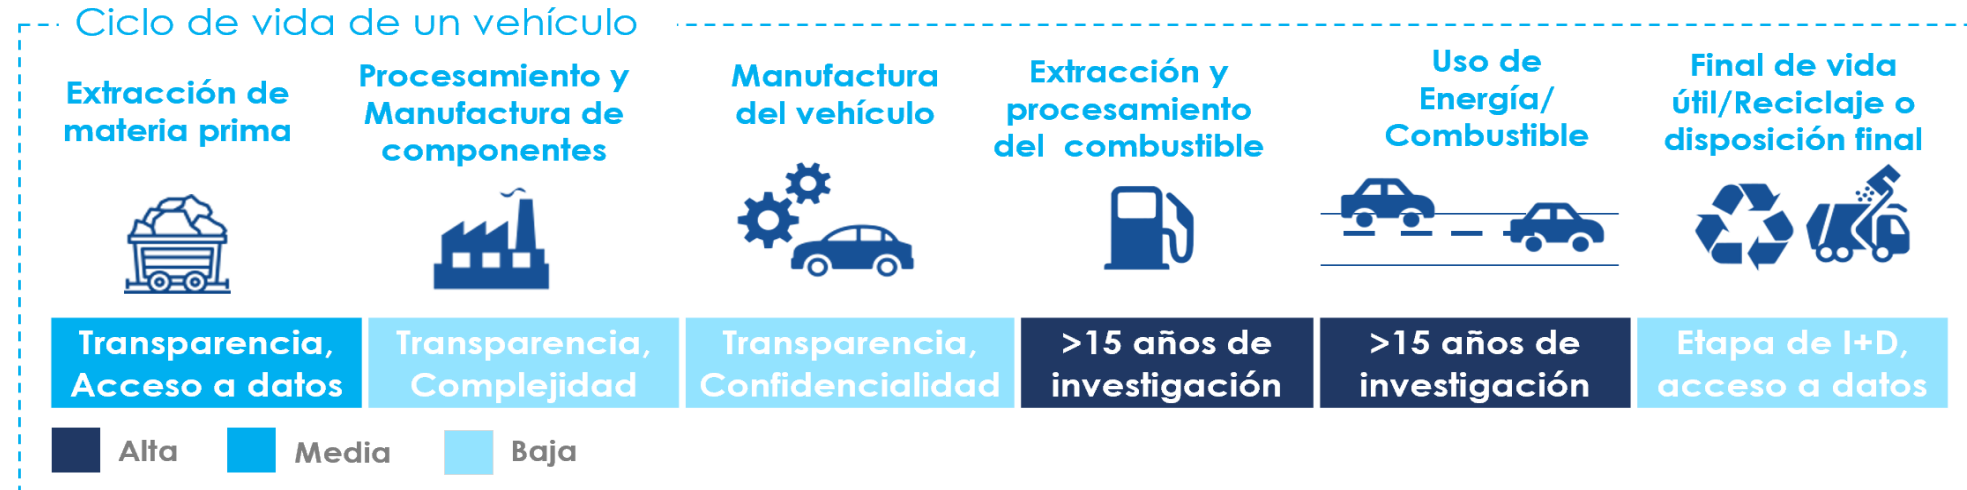 Ciclo de vida de un vehículo
Extracción de
materia prima
Procesamiento y
Manufactura de
componentes
Manufactura
del vehículo
Extracción y
procesamiento
del combustible
Uso de
Energía/
Combustible
Final de vida
útil/Reciclaje o
disposición final
Transparencia,
Acceso a datos
Transparencia,
Complejidad
Transparencia,
Confidencialidad
>15 años de
investigación
>15 años de
investigación
Etapa de I+D,
acceso a datos
Alta
Media
Baja